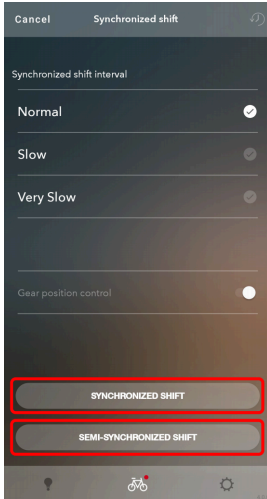 Cancel Synchronized shift
Synchronized shift interval
Normal
Slow
Very Slow
Gear position control
SYNCHRONIZED SHIFT
SEMI-SYNCHRONIZED SHIFT